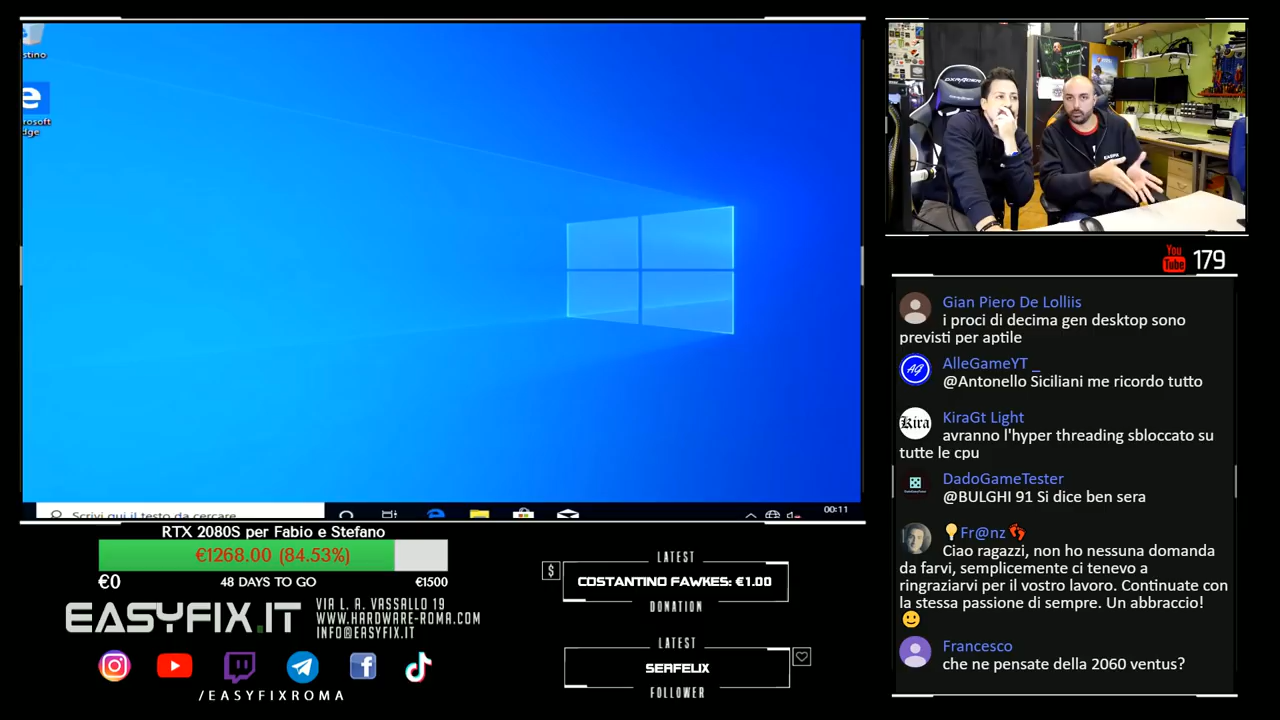 stino
rosoft
dge
Scrivi qui il testo da cercare
00:11
DXRACER
EASYFIX
You
Tube
179
Gian Piero De Lolliis
i proci di decima gen desktop sono
previsti per aptile
AlleGameYT _
@Antonello Siciliani me ricordo tutto
KiraGt Light
Kira
avranno l'hyper threading sbloccato su
tutte le cpu
DadoGameTester
@BULGHI 91 Si dice ben sera
Fr@nz
Ciao ragazzi, non ho nessuna domanda
da farvi, semplicemente ci tenevo a
ringraziarvi per il vostro lavoro. Continuate con
la stessa passione di sempre. Un abbraccio!
Francesco
che ne pensate della 2060 ventus?
RTX 2080S per Fabio e Stefano
€1268.00 (84.53%)
€0
48 DAYS TO GO
€1500
EASYFIX.IT
VIA L. A. VASSALLO 19
WWW.HARDWARE-ROMA.COM
INFO@EASYFIX.IT
/EASYFIXROMA
LATEST
$
COSTANTINO FAWKES: €1.00
DONATION
LATEST
SERFELIX
FOLLOWER